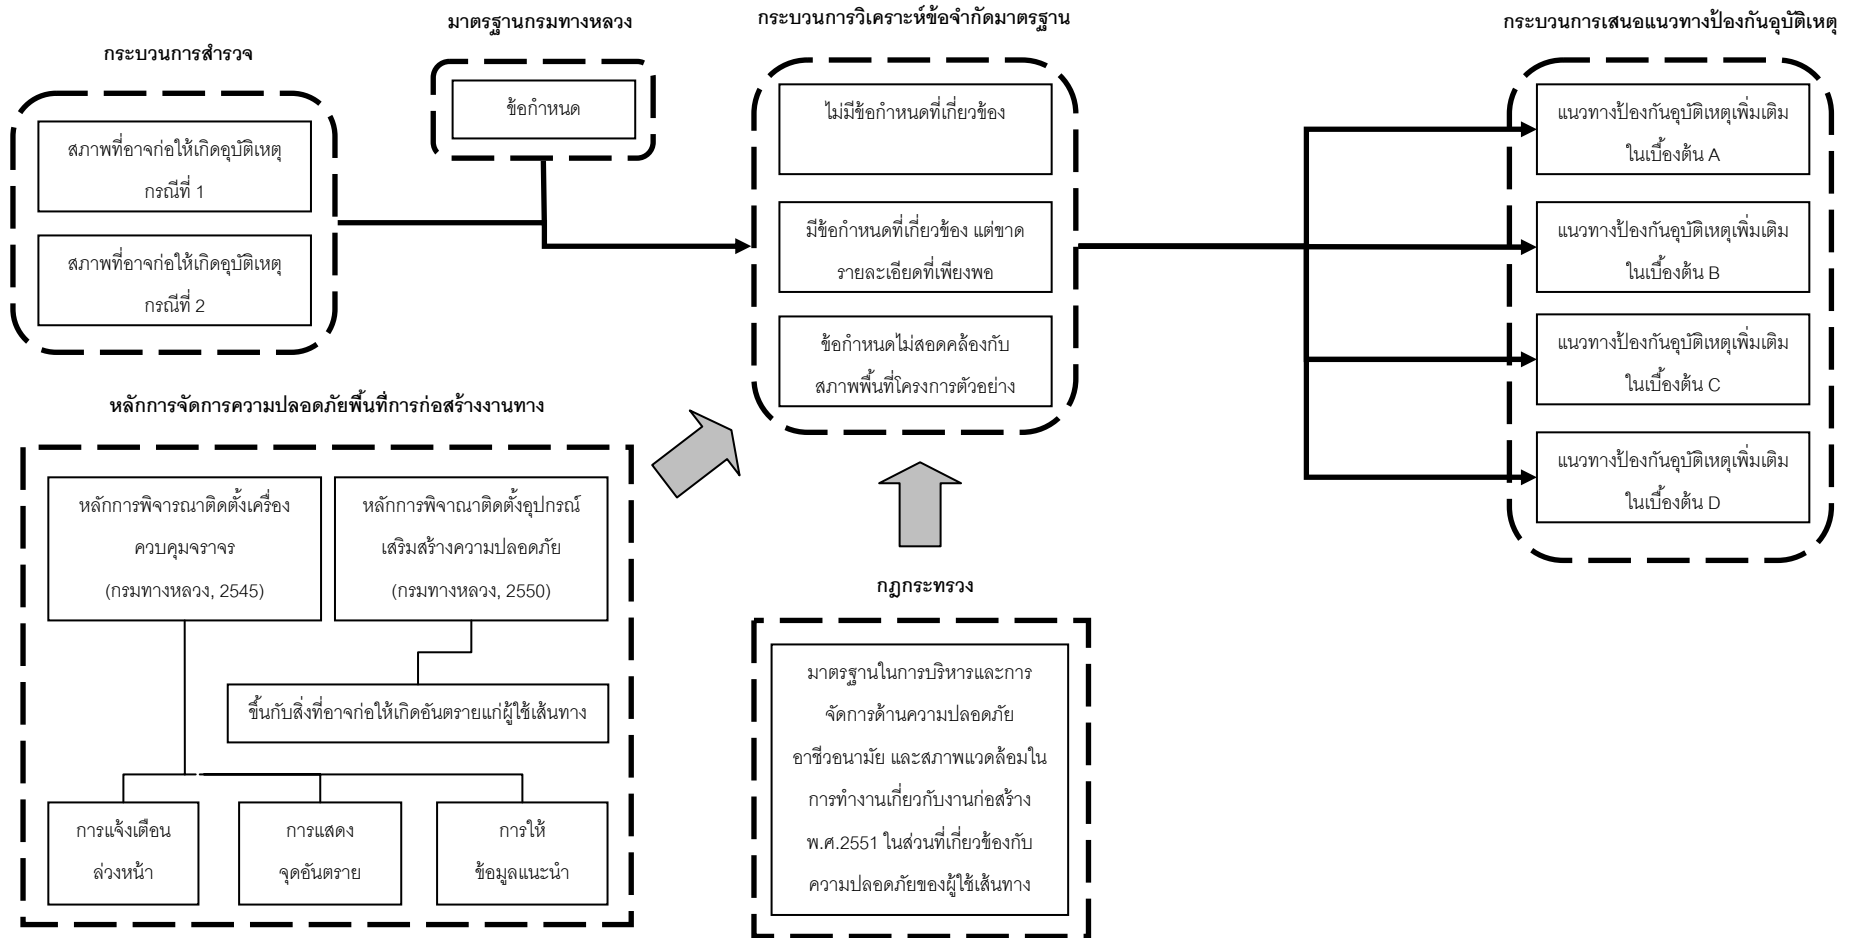 กระบวนการสำรวจ
สภาพที่อาจก่อให้เกิดอุบัติเหตุ
กรณีที่ 1
สภาพที่อาจก่อให้เกิดอุบัติเหตุ
กรณีที่ 2
มาตรฐานกรมทางหลวง
ข้อกำหนด
กระบวนการวิเคราะห์ข้อจำกัดมาตรฐาน
ไม่มีข้อกำหนดที่เกี่ยวข้อง
มีข้อกำหนดที่เกี่ยวข้อง แต่ขาด
รายละเอียดที่เพียงพอ
ข้อกำหนดไม่สอดคล้องกับ
สภาพพื้นที่โครงการตัวอย่าง
กระบวนการเสนอแนวทางป้องกันอุบัติเหตุ
แนวทางป้องกันอุบัติเหตุเพิ่มเติม
ในเบื้องต้น A
แนวทางป้องกันอุบัติเหตุเพิ่มเติม
ในเบื้องต้น B
แนวทางป้องกันอุบัติเหตุเพิ่มเติม
ในเบื้องต้น C
แนวทางป้องกันอุบัติเหตุเพิ่มเติม
ในเบื้องต้น D
หลักการจัดการความปลอดภัยพื้นที่การก่อสร้างงานทาง
หลักการพิจารณาติดตั้งเครื่อง
ควบคุมจราจร
(กรมทางหลวง, 2545)
หลักการพิจาณาติดตั้งอุปกรณ์
เสริมสร้างความปลอดภัย
(กรมทางหลวง, 2550)
ขึ้นกับสิ่งที่อาจก่อให้เกิดอันตรายแก่ผู้ใช้เส้นทาง
การแจ้งเตือน
ล่วงหน้า
การแสดง
จุดอันตราย
การให้
ข้อมูลแนะนำ
กฎกระทรวง
มาตรฐานในการบริหารและการ
จัดการด้านความปลอดภัย
อาชีวอนามัย และสภาพแวดล้อมใน
การทำงานเกี่ยวกับงานก่อสร้าง
พ.ศ.2551 ในส่วนที่เกี่ยวข้องกับ
ความปลอดภัยของผู้ใช้เส้นทาง